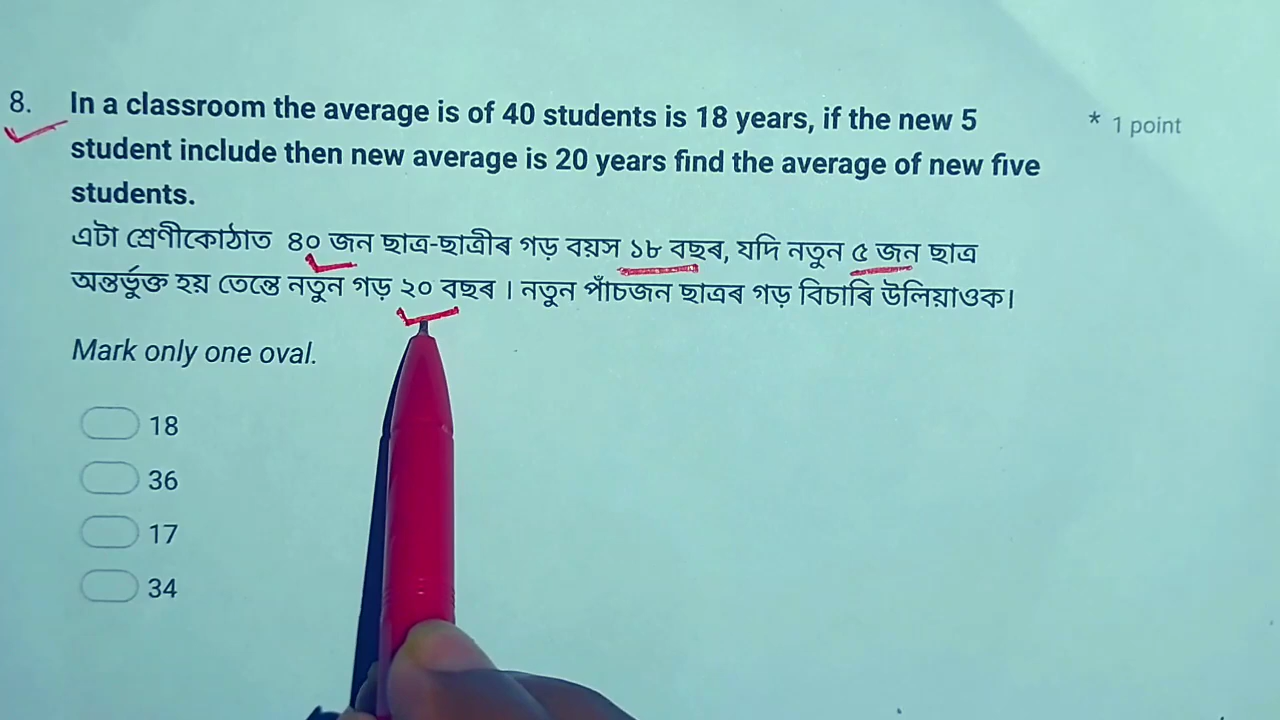 8. In a classroom the average is of 40 students is 18 years, if the new 5 * 1 point
student include then new average is 20 years find the average of new five
students.
এটা শ্ৰেণীকোঠাত ৪০ জন ছাত্ৰ-ছাত্ৰীৰ গড় বয়স ১৮ বছৰ, যদি নতুন ৫ জন ছাত্ৰ
অন্তৰ্ভুক্ত হয় তেন্তে নতুন গড় ২০ বছৰ । নতুন পাঁচজন ছাত্ৰৰ গড় বিচাৰি উলিয়াওক।
Mark only one oval.
18
36
17
34